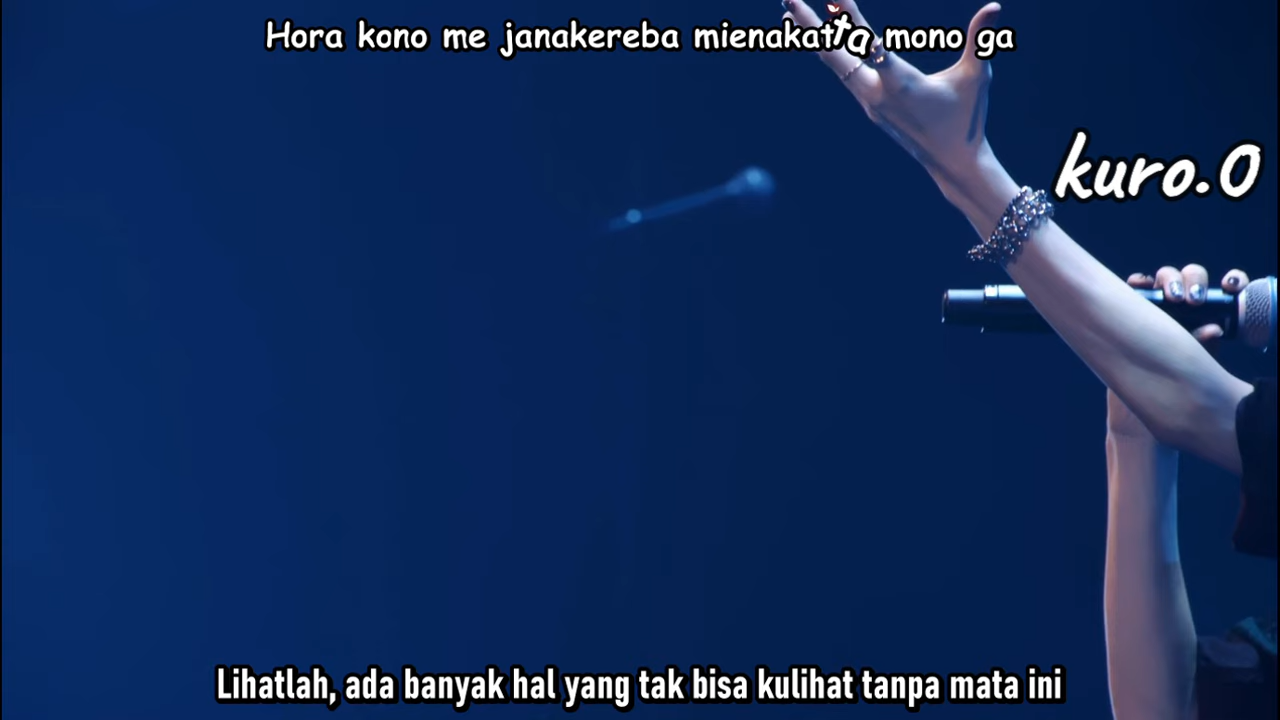 Hora kono me janakereba mienakatta mono ga
kuro.O
Lihatlah, ada banyak hal yang tak bisa kulihat tanpa mata ini